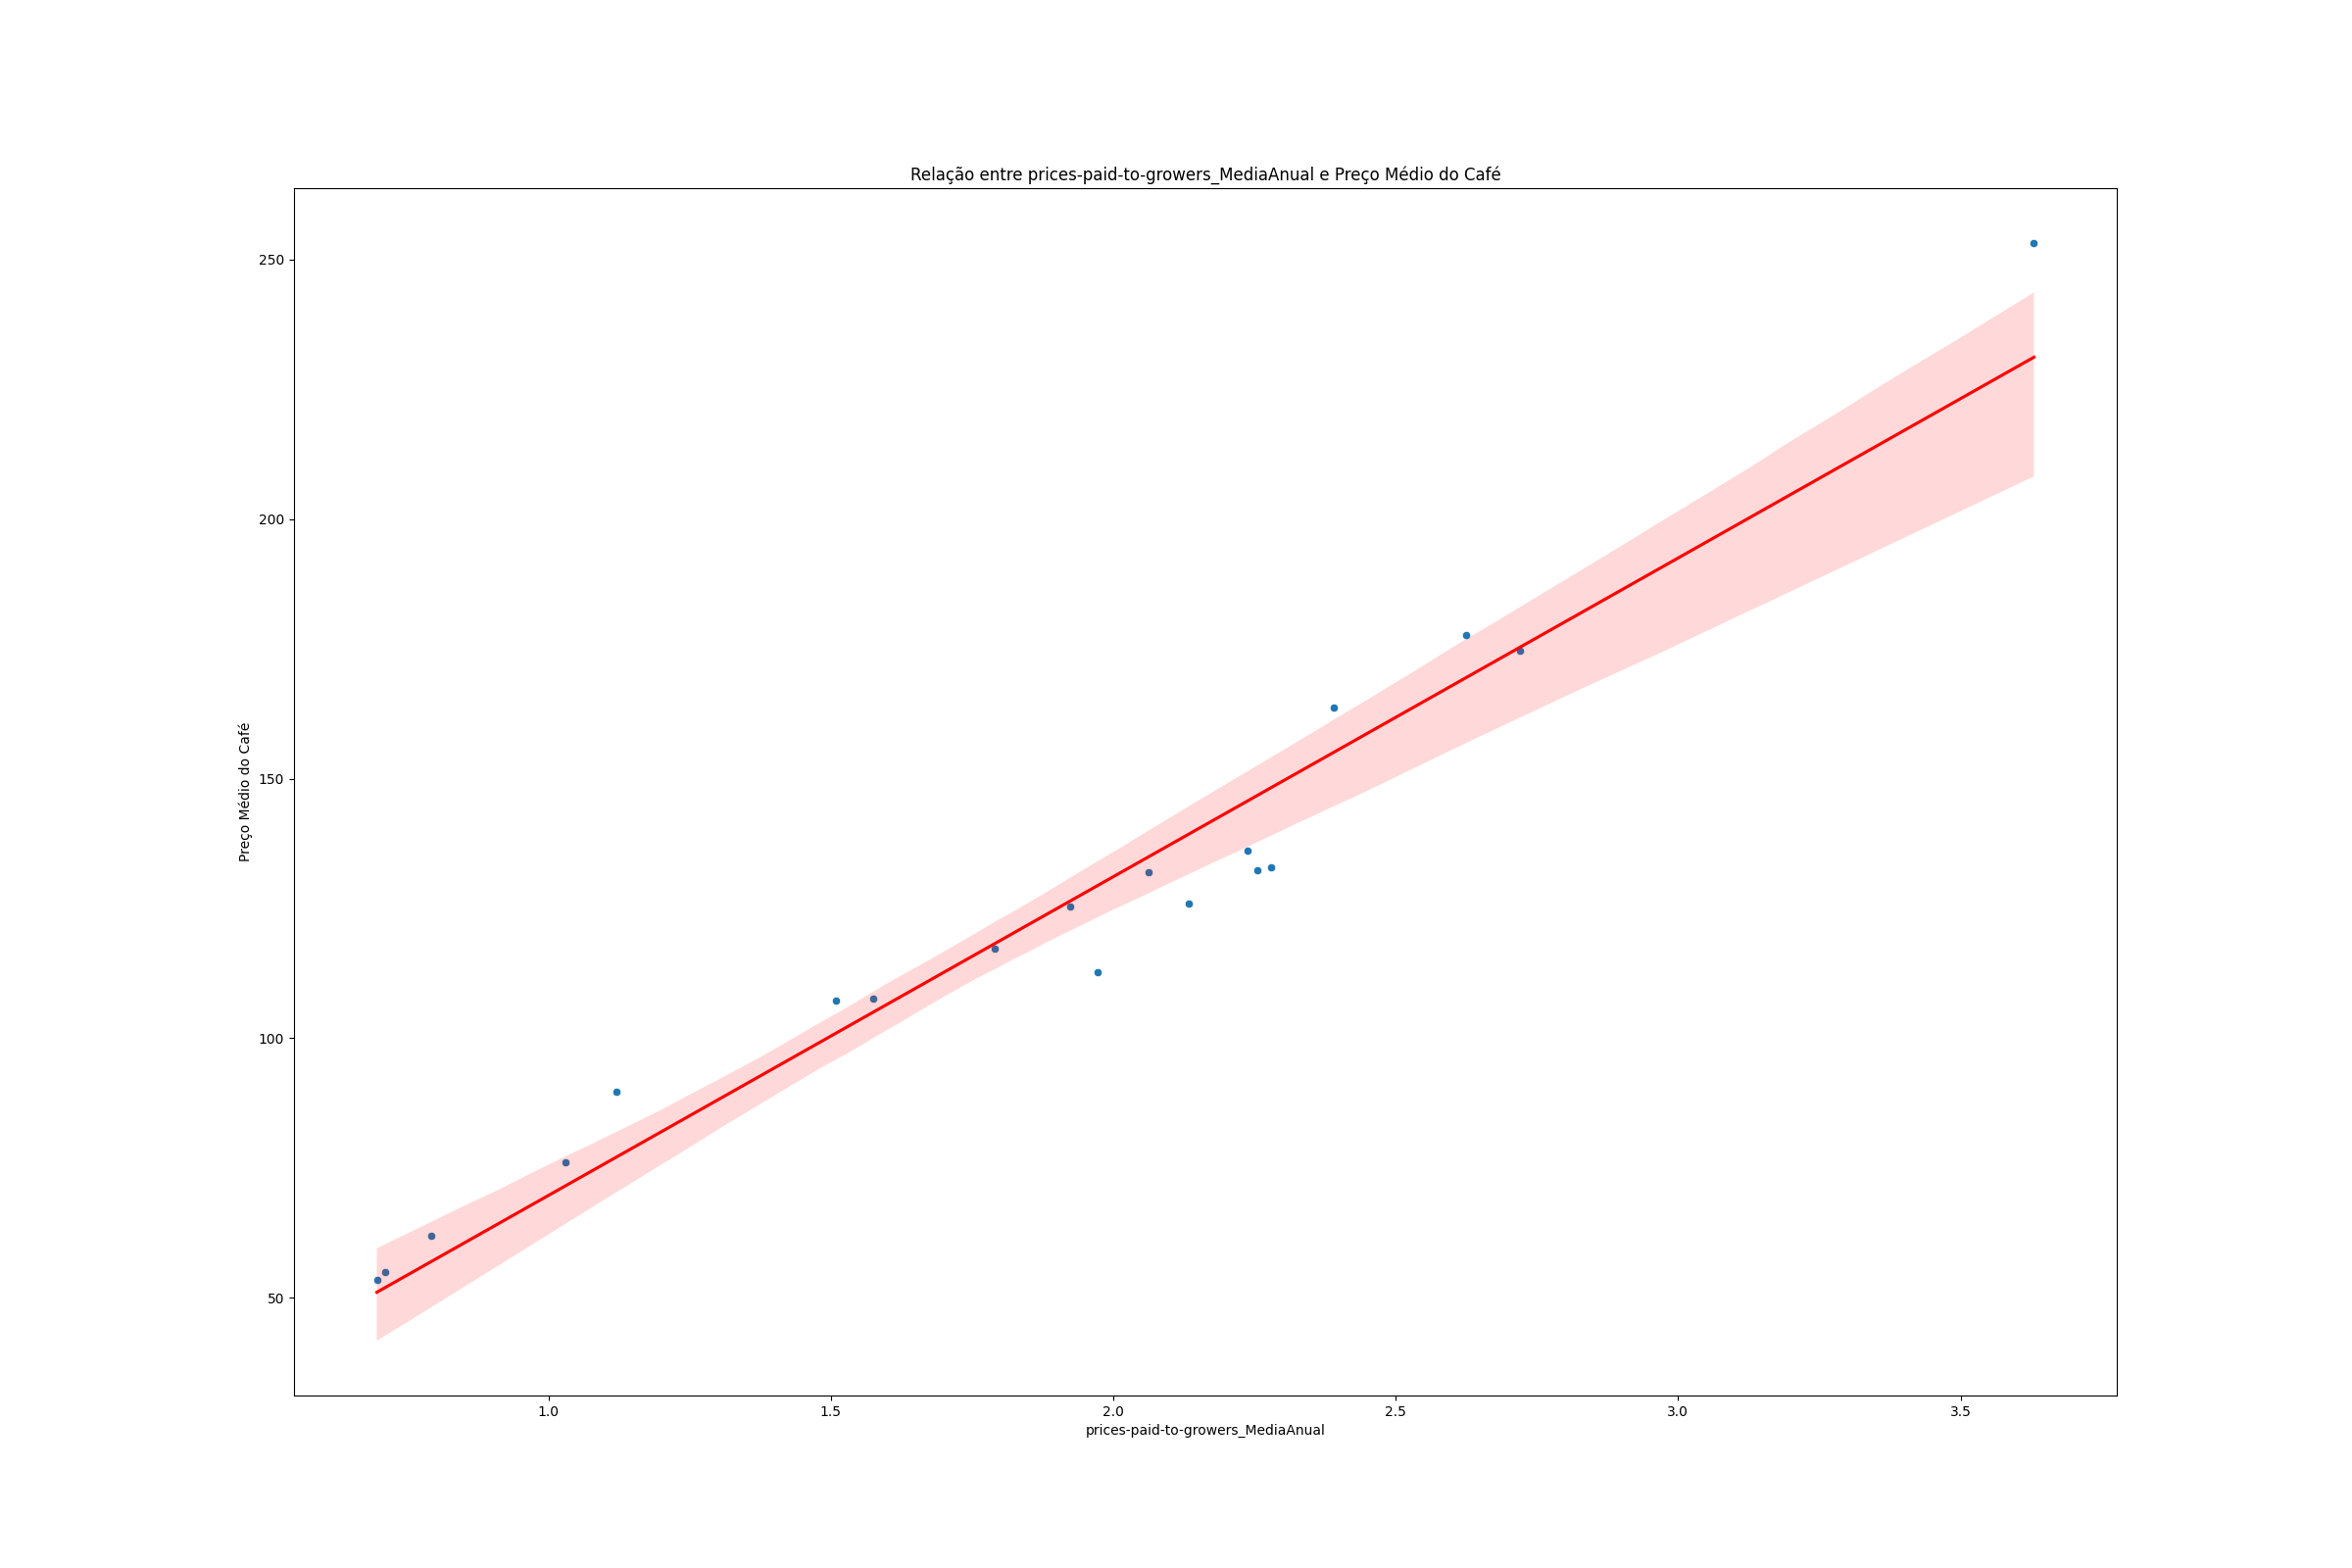 Relação entre prices-paid-to-growers_MediaAnual e Preço Médio do Café
250
200
150
100
50
Preço Médio do Café
1.0 1.5 2.0 2.5 3.0 3.5
prices-paid-to-growers_MediaAnual